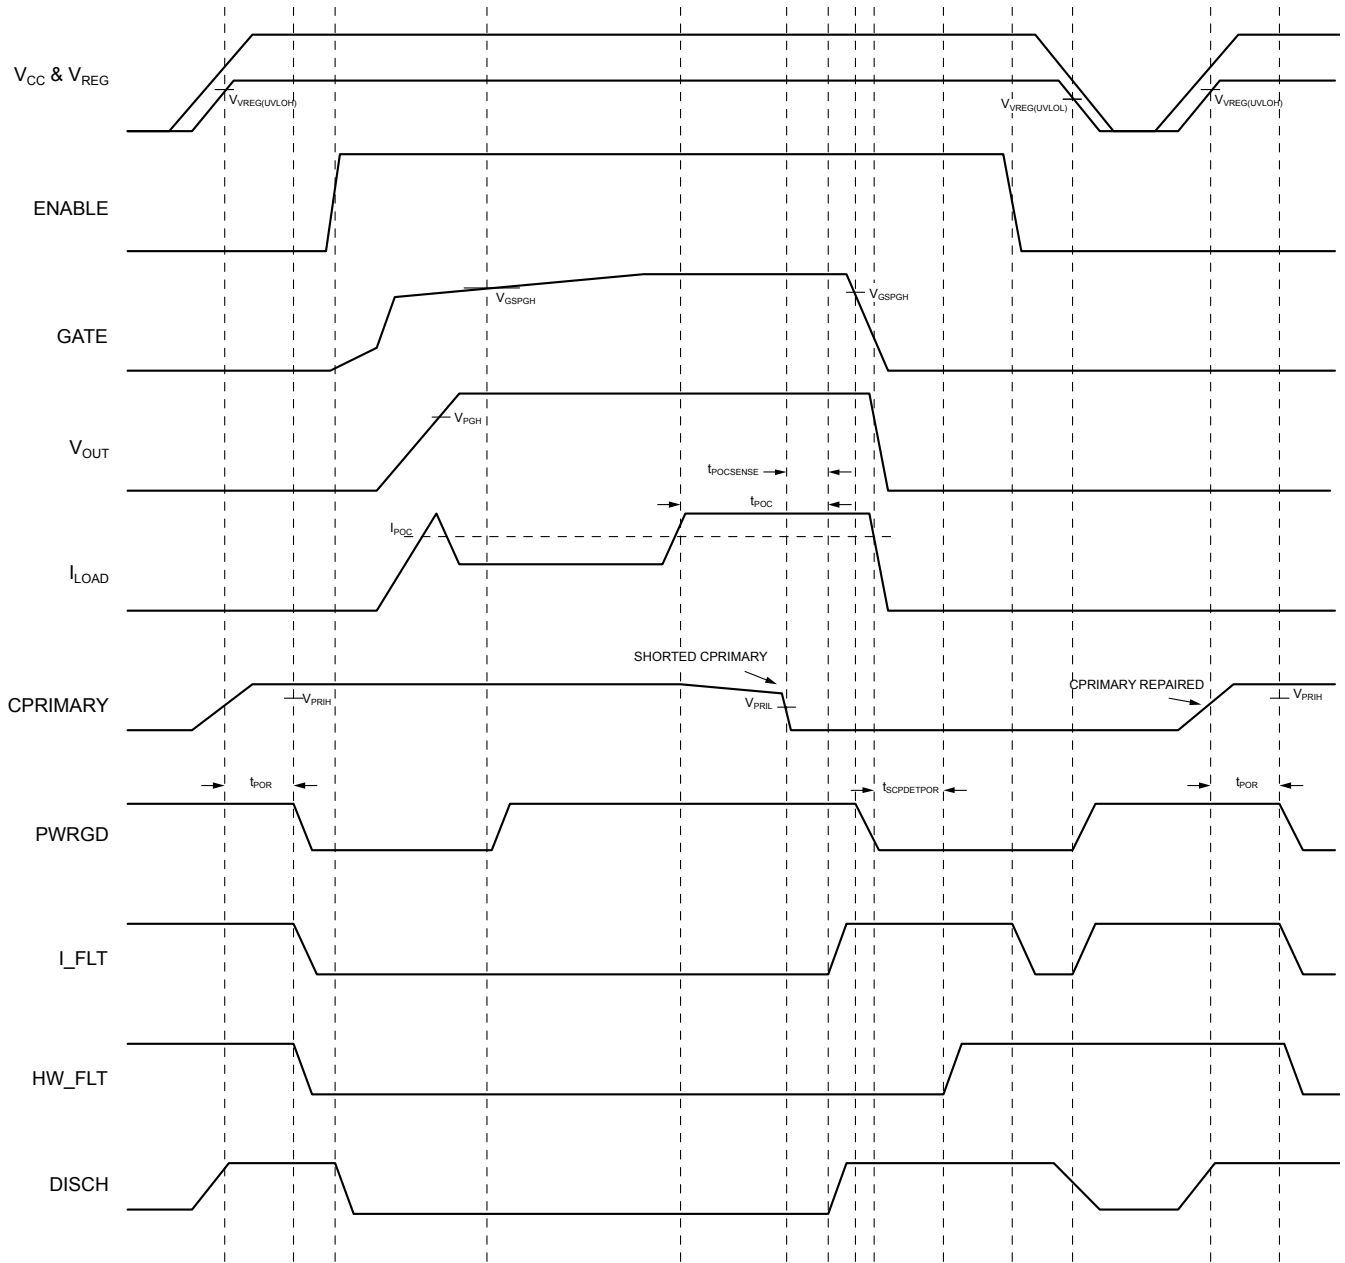 VCC & VREG
VVREG(UVLOH)
VVREG(UVLOL)
VVREG(UVLOH)
ENABLE
GATE
VGSPGH
VGSPGH
VOUT
VPGH
tPOCSENSE
tPOC
IPOC
ILOAD
SHORTED CPRIMARY
CPRIMARY REPAIRED
CPRIMARY
VPRIH
VPRIL
VPRIH
tPOR
tSCPDETPOR
tPOR
PWRGD
I_FLT
HW_FLT
DISCH